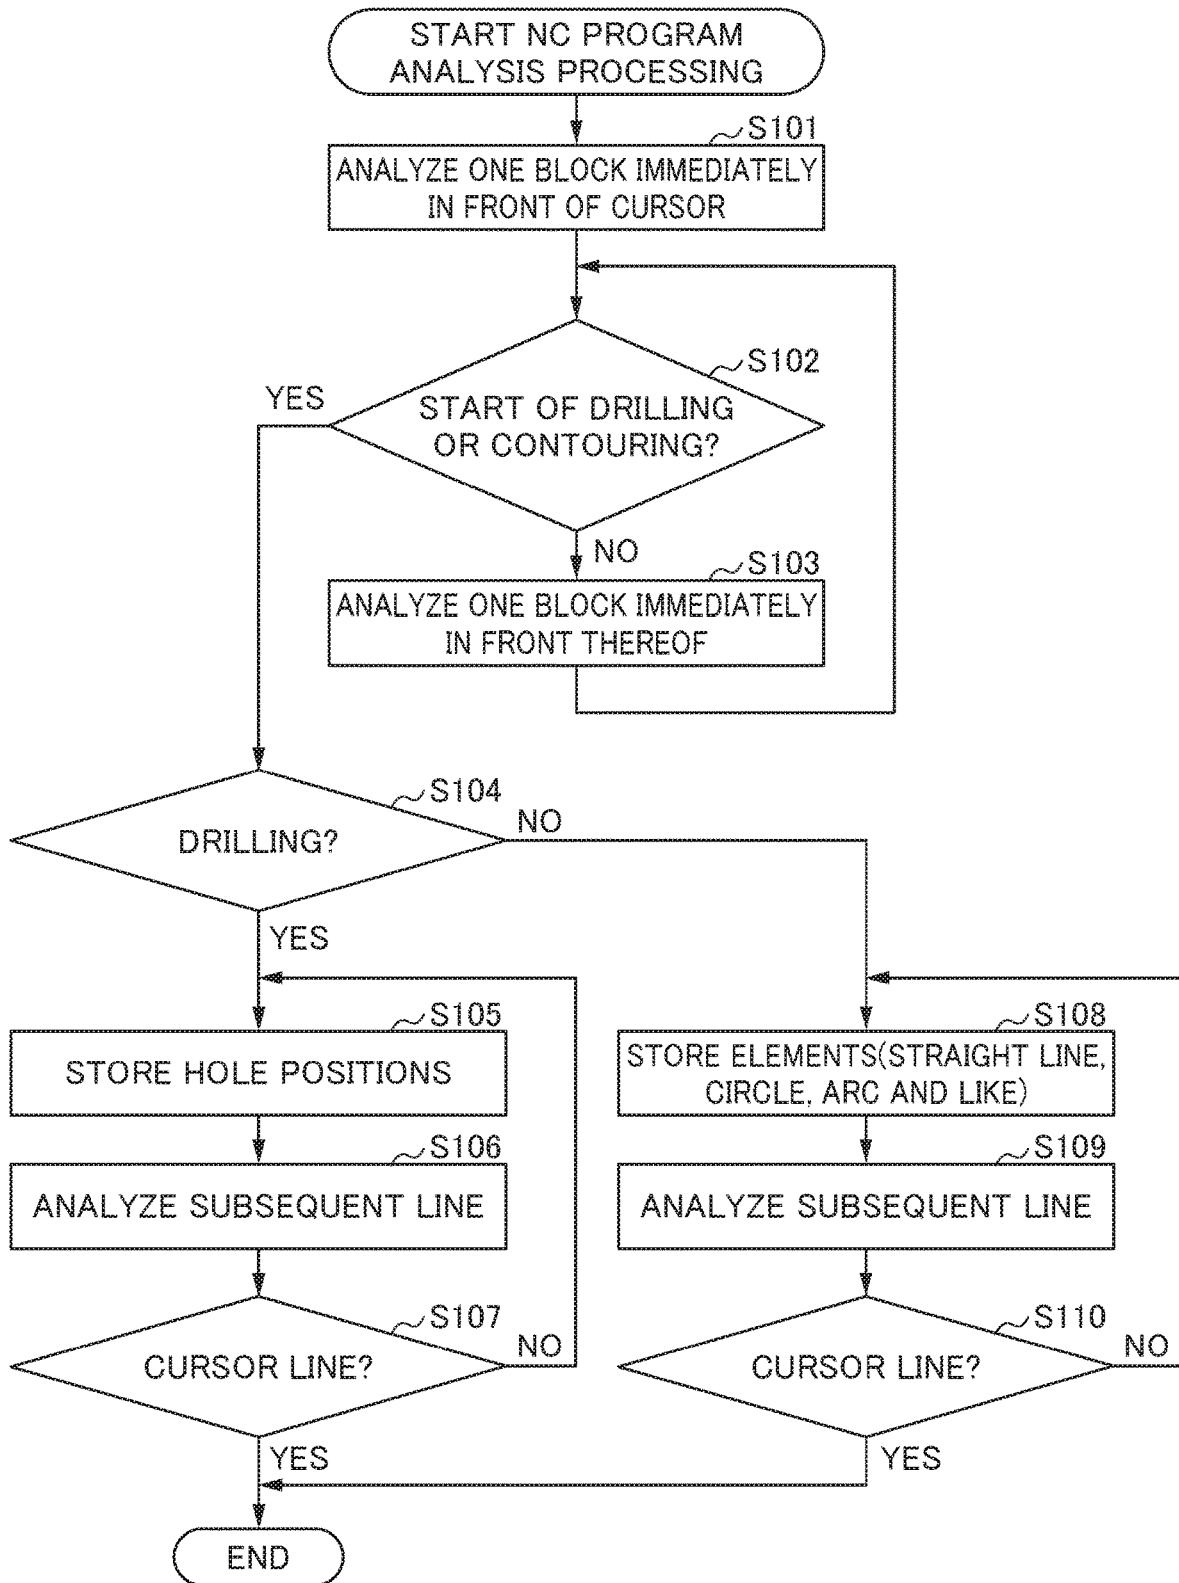 START NC PROGRAM
ANALYSIS PROCESSING
S101
ANALYZE ONE BLOCK IMMEDIATELY
IN FRONT OF CURSOR
S102
YES
START OF DRILLING
OR CONTOURING?
NO
S103
ANALYZE ONE BLOCK IMMEDIATELY
IN FRONT THEREOF
S104
NO
DRILLING?
YES
S105
STORE HOLE POSITIONS
S106
ANALYZE SUBSEQUENT LINE
S107
NO
CURSOR LINE?
YES
S108
STORE ELEMENTS(STRAIGHT LINE,
CIRCLE, ARC AND LIKE)
S109
ANALYZE SUBSEQUENT LINE
S110
NO
CURSOR LINE?
YES
END